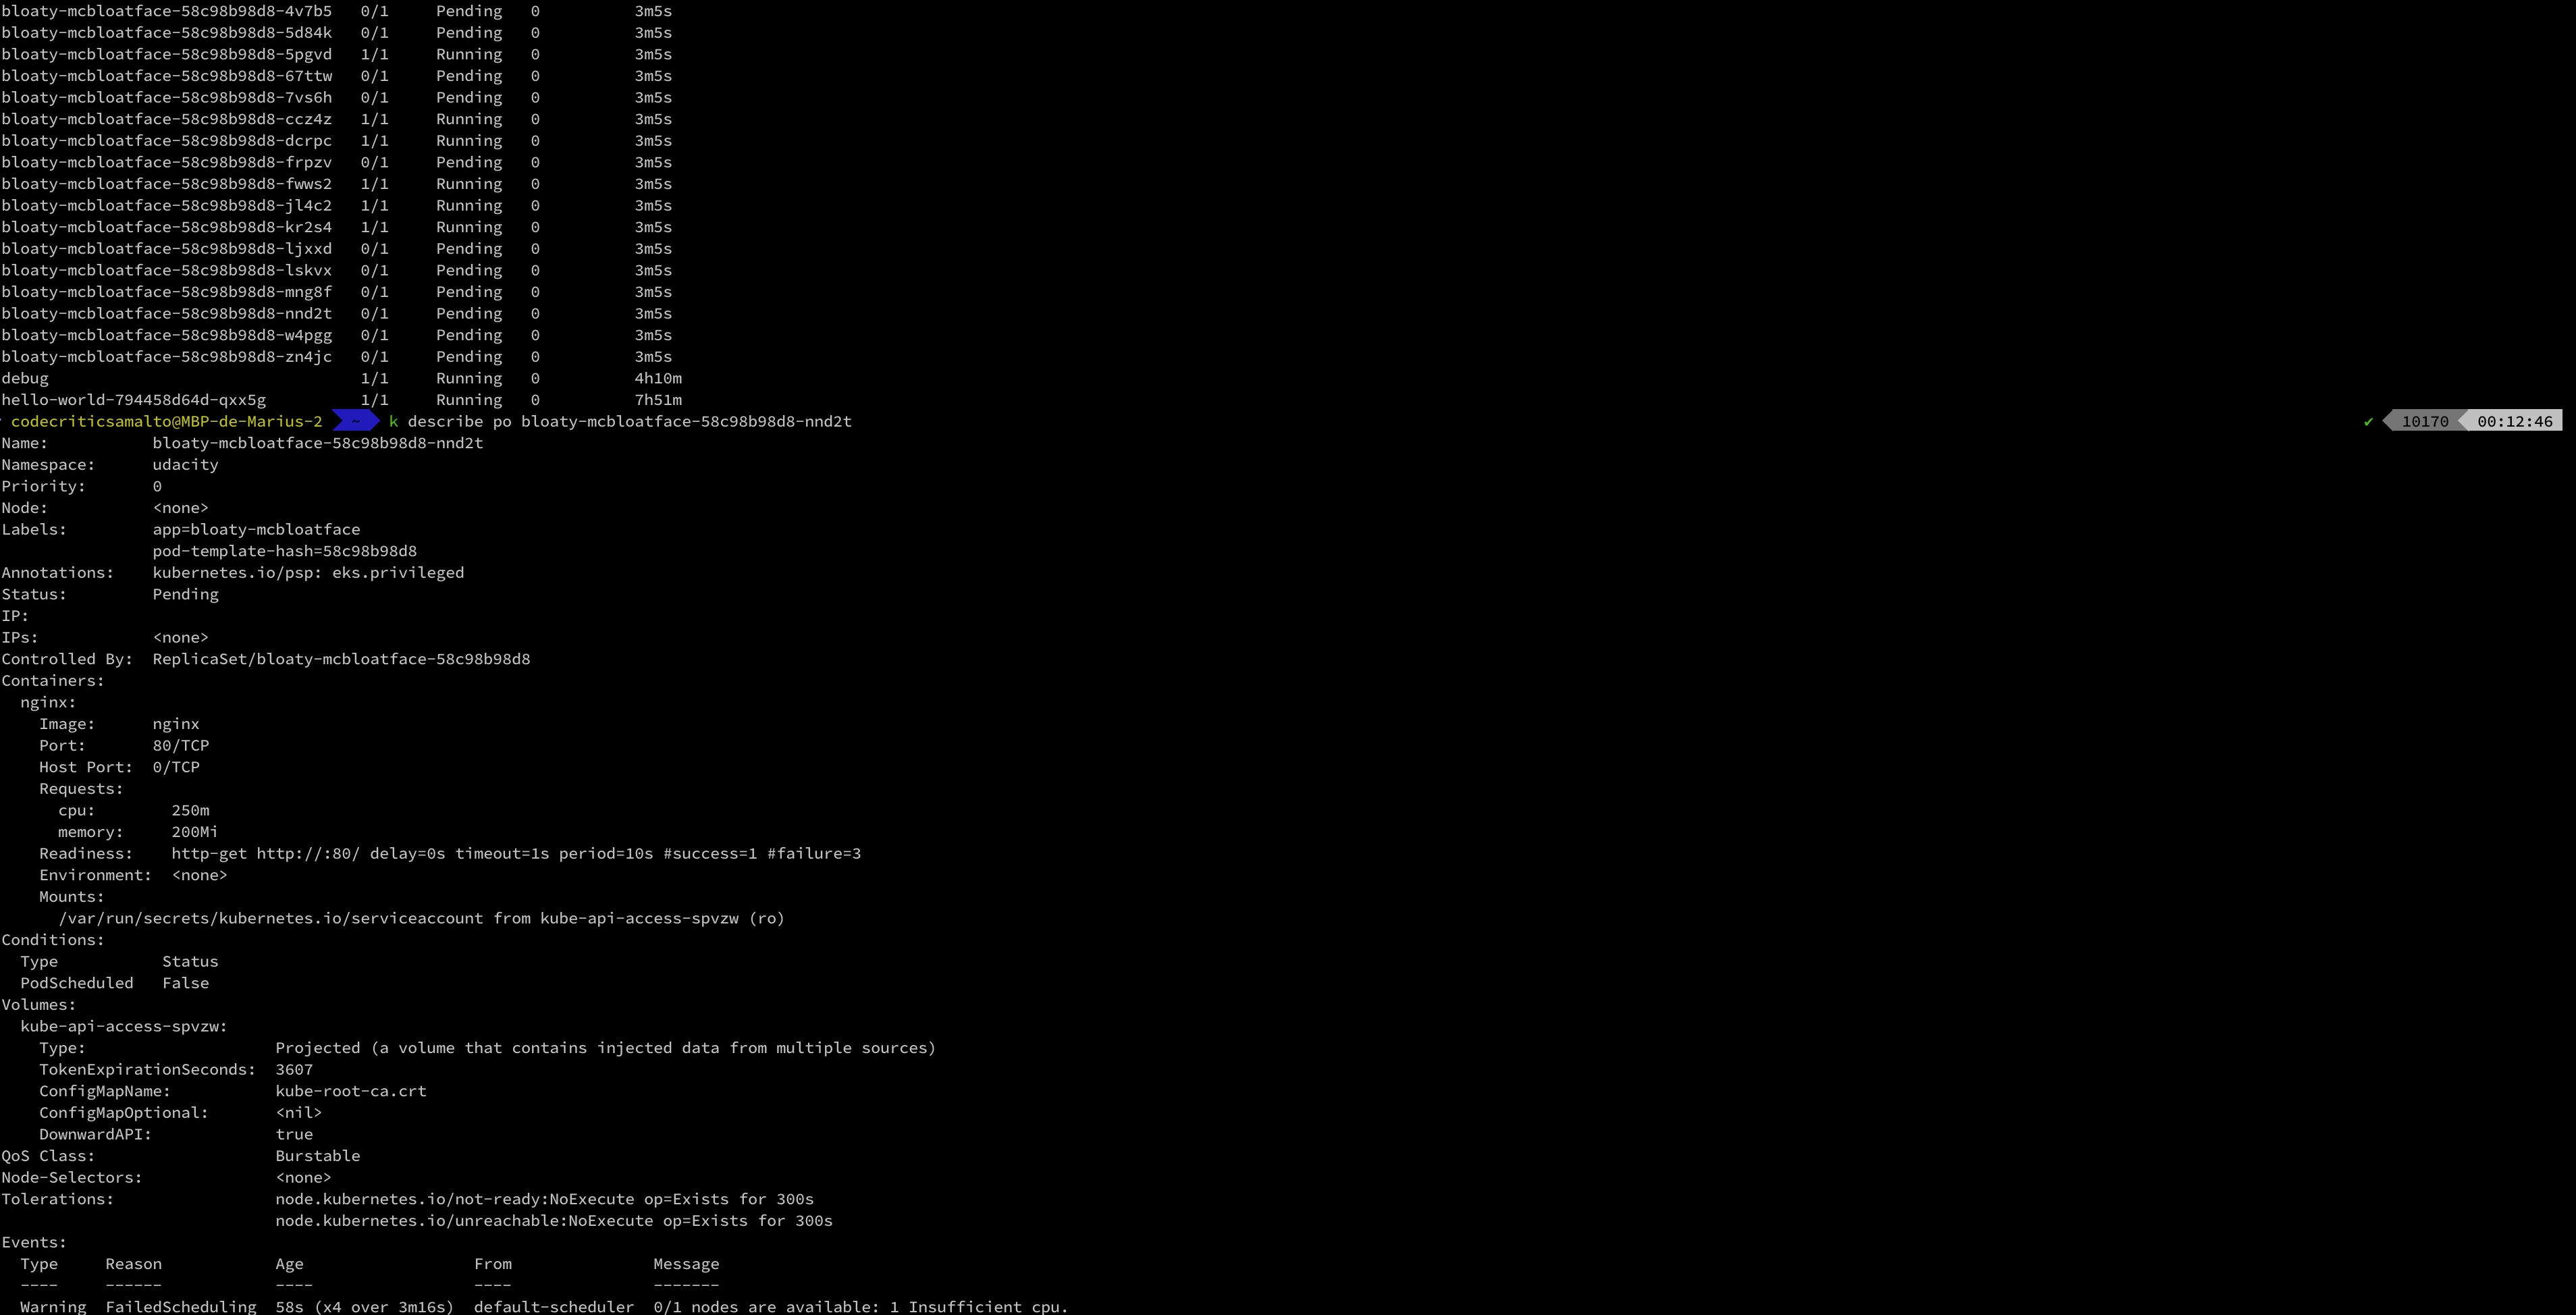 bloaty-mcbloatface-58c98b98d8-4v7b5   0/1     Pending   0          3m5s
bloaty-mcbloatface-58c98b98d8-5d84k   0/1     Pending   0          3m5s
bloaty-mcbloatface-58c98b98d8-5pgvd   1/1     Running   0          3m5s
bloaty-mcbloatface-58c98b98d8-67ttw   0/1     Pending   0          3m5s
bloaty-mcbloatface-58c98b98d8-7vs6h   0/1     Pending   0          3m5s
bloaty-mcbloatface-58c98b98d8-ccz4z   1/1     Running   0          3m5s
bloaty-mcbloatface-58c98b98d8-dcrpc   1/1     Running   0          3m5s
bloaty-mcbloatface-58c98b98d8-frpzv   0/1     Pending   0          3m5s
bloaty-mcbloatface-58c98b98d8-fwws2   1/1     Running   0          3m5s
bloaty-mcbloatface-58c98b98d8-jl4c2   1/1     Running   0          3m5s
bloaty-mcbloatface-58c98b98d8-kr2s4   1/1     Running   0          3m5s
bloaty-mcbloatface-58c98b98d8-ljxxd   0/1     Pending   0          3m5s
bloaty-mcbloatface-58c98b98d8-lskvx   0/1     Pending   0          3m5s
bloaty-mcbloatface-58c98b98d8-mng8f   0/1     Pending   0          3m5s
bloaty-mcbloatface-58c98b98d8-nnd2t   0/1     Pending   0          3m5s
bloaty-mcbloatface-58c98b98d8-w4pgg   0/1     Pending   0          3m5s
bloaty-mcbloatface-58c98b98d8-zn4jc   0/1     Pending   0          3m5s
debug                                 1/1     Running   0          4h10m
hello-world-794458d64d-qxx5g          1/1     Running   0          7h51m
codecriticsamalto@MBP-de-Marius-2 ~ k describe po bloaty-mcbloatface-58c98b98d8-nnd2t ✔ 10170 00:12:46
Name:           bloaty-mcbloatface-58c98b98d8-nnd2t
Namespace:      udacity
Priority:       0
Node:           <none>
Labels:         app=bloaty-mcbloatface
                pod-template-hash=58c98b98d8
Annotations:    kubernetes.io/psp: eks.privileged
Status:         Pending
IP:
IPs:            <none>
Controlled By:  ReplicaSet/bloaty-mcbloatface-58c98b98d8
Containers:
  nginx:
    Image:      nginx
    Port:       80/TCP
    Host Port:  0/TCP
    Requests:
      cpu:        250m
      memory:     200Mi
    Readiness:    http-get http://:80/ delay=0s timeout=1s period=10s #success=1 #failure=3
    Environment:  <none>
    Mounts:
      /var/run/secrets/kubernetes.io/serviceaccount from kube-api-access-spvzw (ro)
Conditions:
  Type           Status
  PodScheduled   False
Volumes:
  kube-api-access-spvzw:
    Type:                    Projected (a volume that contains injected data from multiple sources)
    TokenExpirationSeconds:  3607
    ConfigMapName:           kube-root-ca.crt
    ConfigMapOptional:       <nil>
    DownwardAPI:             true
QoS Class:                   Burstable
Node-Selectors:              <none>
Tolerations:                 node.kubernetes.io/not-ready:NoExecute op=Exists for 300s
                             node.kubernetes.io/unreachable:NoExecute op=Exists for 300s
Events:
  Type     Reason            Age                 From               Message
  ----     ------            ----                ----               -------
  Warning  FailedScheduling  58s (x4 over 3m16s)  default-scheduler  0/1 nodes are available: 1 Insufficient cpu.